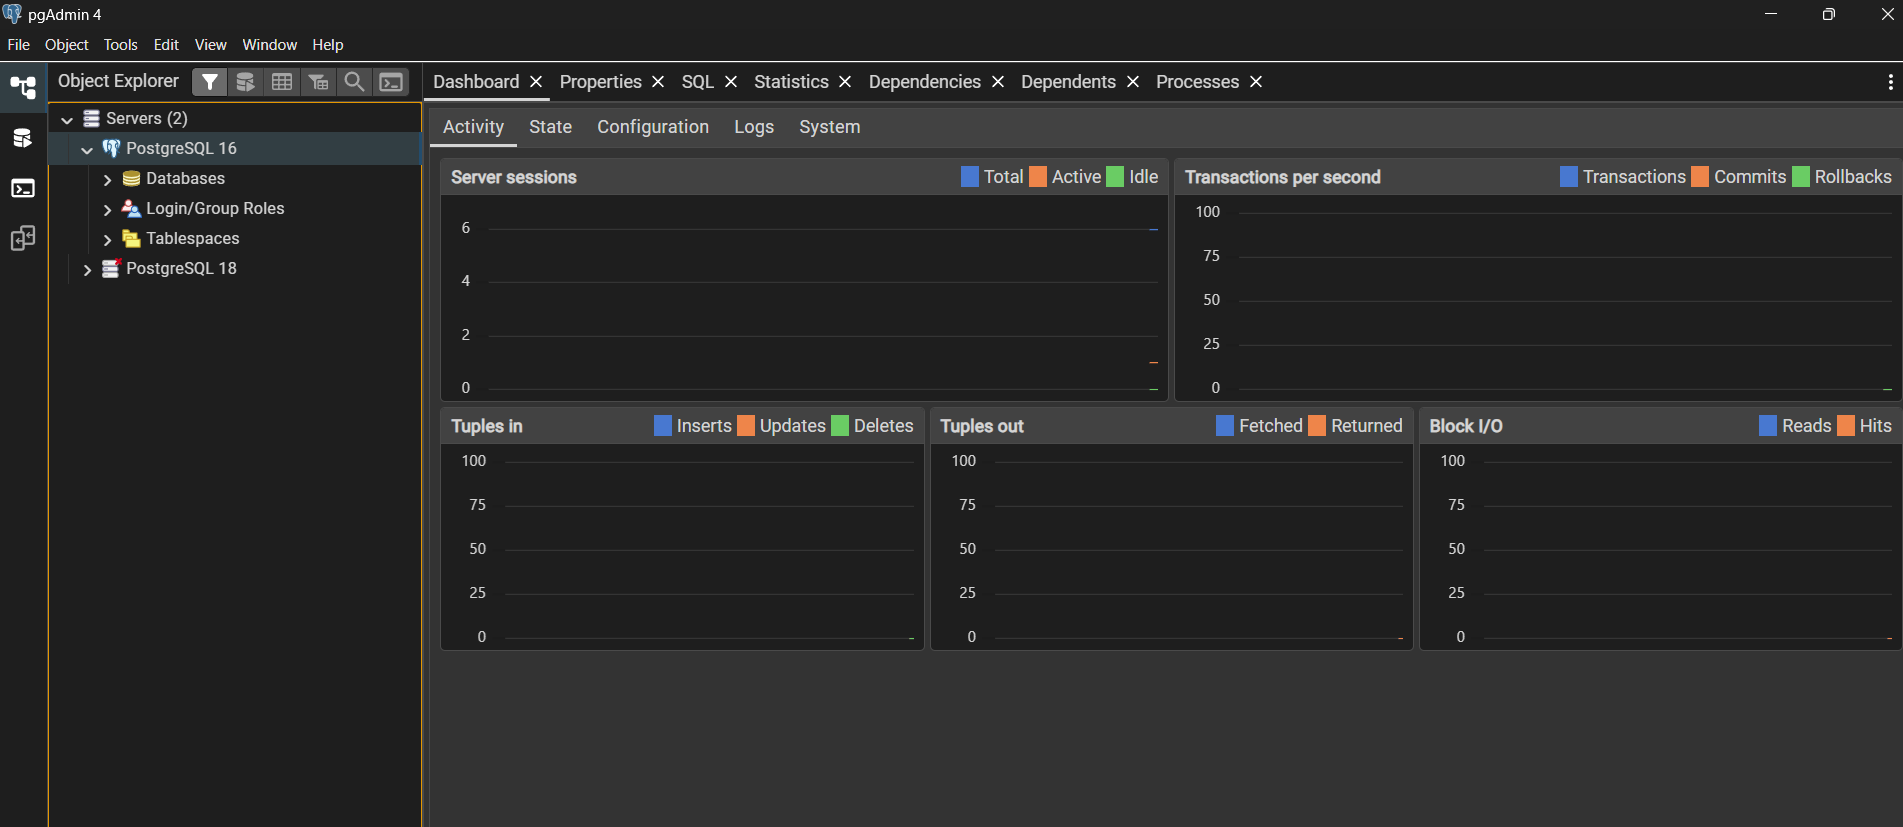 pgAdmin 4
File Object Tools Edit View Window Help
Object Explorer
Servers (2)
PostgreSQL 16
Databases
Login/Group Roles
Tablespaces
PostgreSQL 18
Dashboard Properties SQL Statistics Dependencies Dependents Processes
Activity State Configuration Logs System
Server sessions Total Active Idle
6
4
2
0
Transactions per second Transactions Commits Rollbacks
100
75
50
25
0
Tuples in Inserts Updates Deletes
100
75
50
25
0
Tuples out Fetched Returned
100
75
50
25
0
Block I/O Reads Hits
100
75
50
25
0